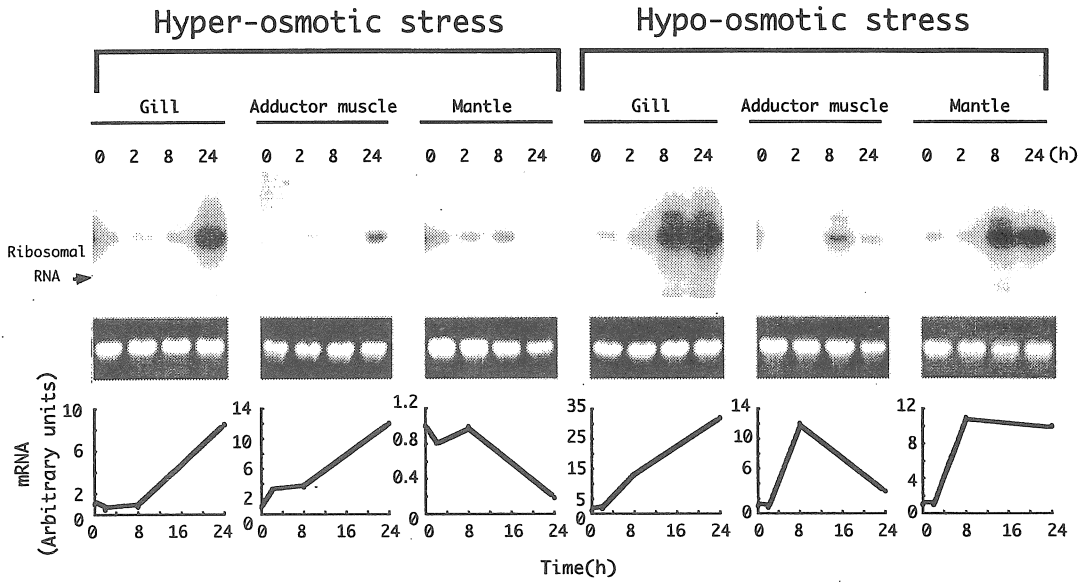 Hyper-osmotic stress Hypo-osmotic stress
Gill Adductor muscle Mantle Gill Adductor muscle Mantle
0 2 8 24 0 2 8 24 0 2 8 24 0 2 8 24 0 2 8 24 0 2 8 24 (h)
Ribosomal
RNA
mRNA
(Arbitrary units)
10 6 2 0
14 10 6 2 0
1.2 0.8 0.4 0
35 25 15 5 0
14 10 6 0
12 8 4 0
0 8 16 24 0 8 16 24 0 8 16 24 0 8 16 24 0 8 16 24 0 8 16 24
Time(h)